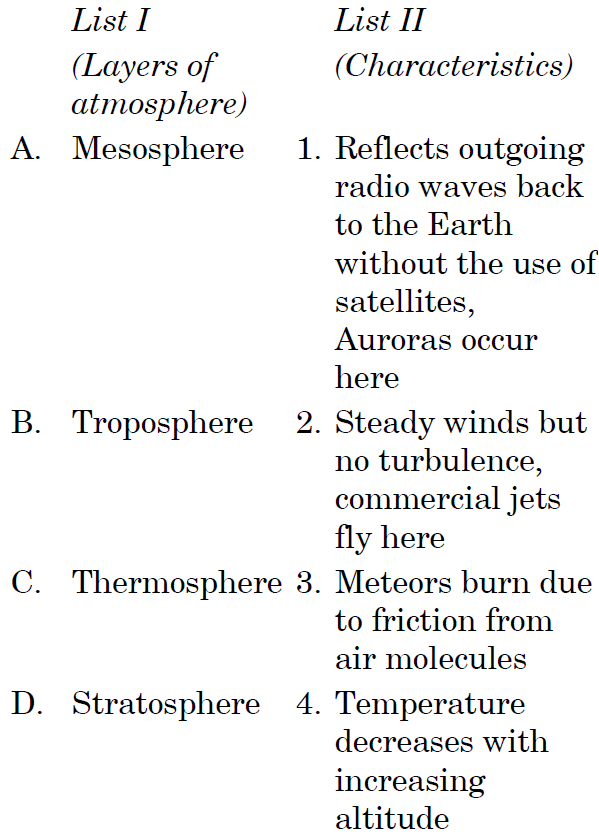 List I List II
(Layers of (Characteristics)
atmosphere)
A. Mesosphere 1. Reflects outgoing
radio waves back
to the Earth
without the use of
satellites,
Auroras occur
here
B. Troposphere 2. Steady winds but
no turbulence,
commercial jets
fly here
C. Thermosphere 3. Meteors burn due
to friction from
air molecules
D. Stratosphere 4. Temperature
decreases with
increasing
altitude